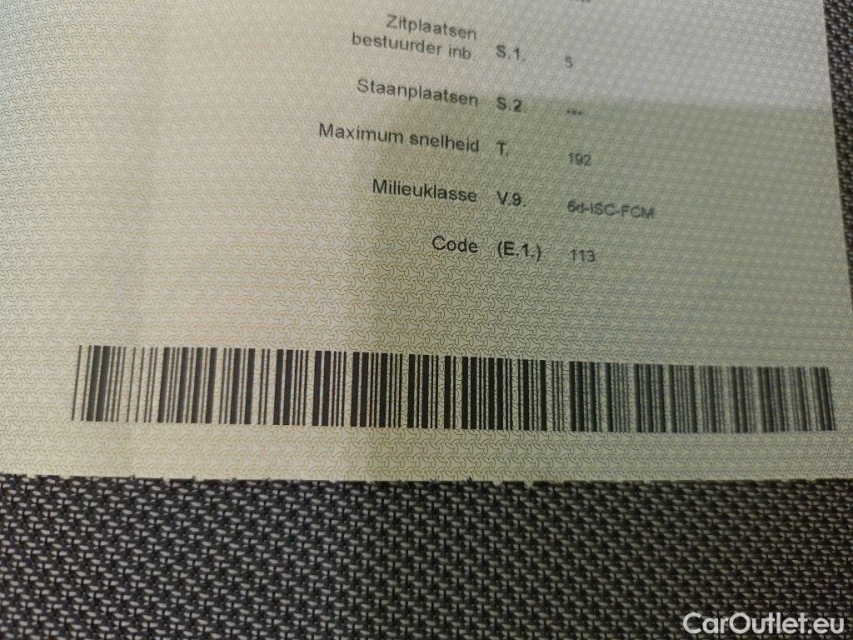 Zitplaatsen
bestuurder inb S.1. 5
Staanplaatsen S.2. ---
Maximum snelheid T. 192
Milieuklasse V.9. 6d-ISC-FCM
Code (E.1.) 113
CarOutlet.eu